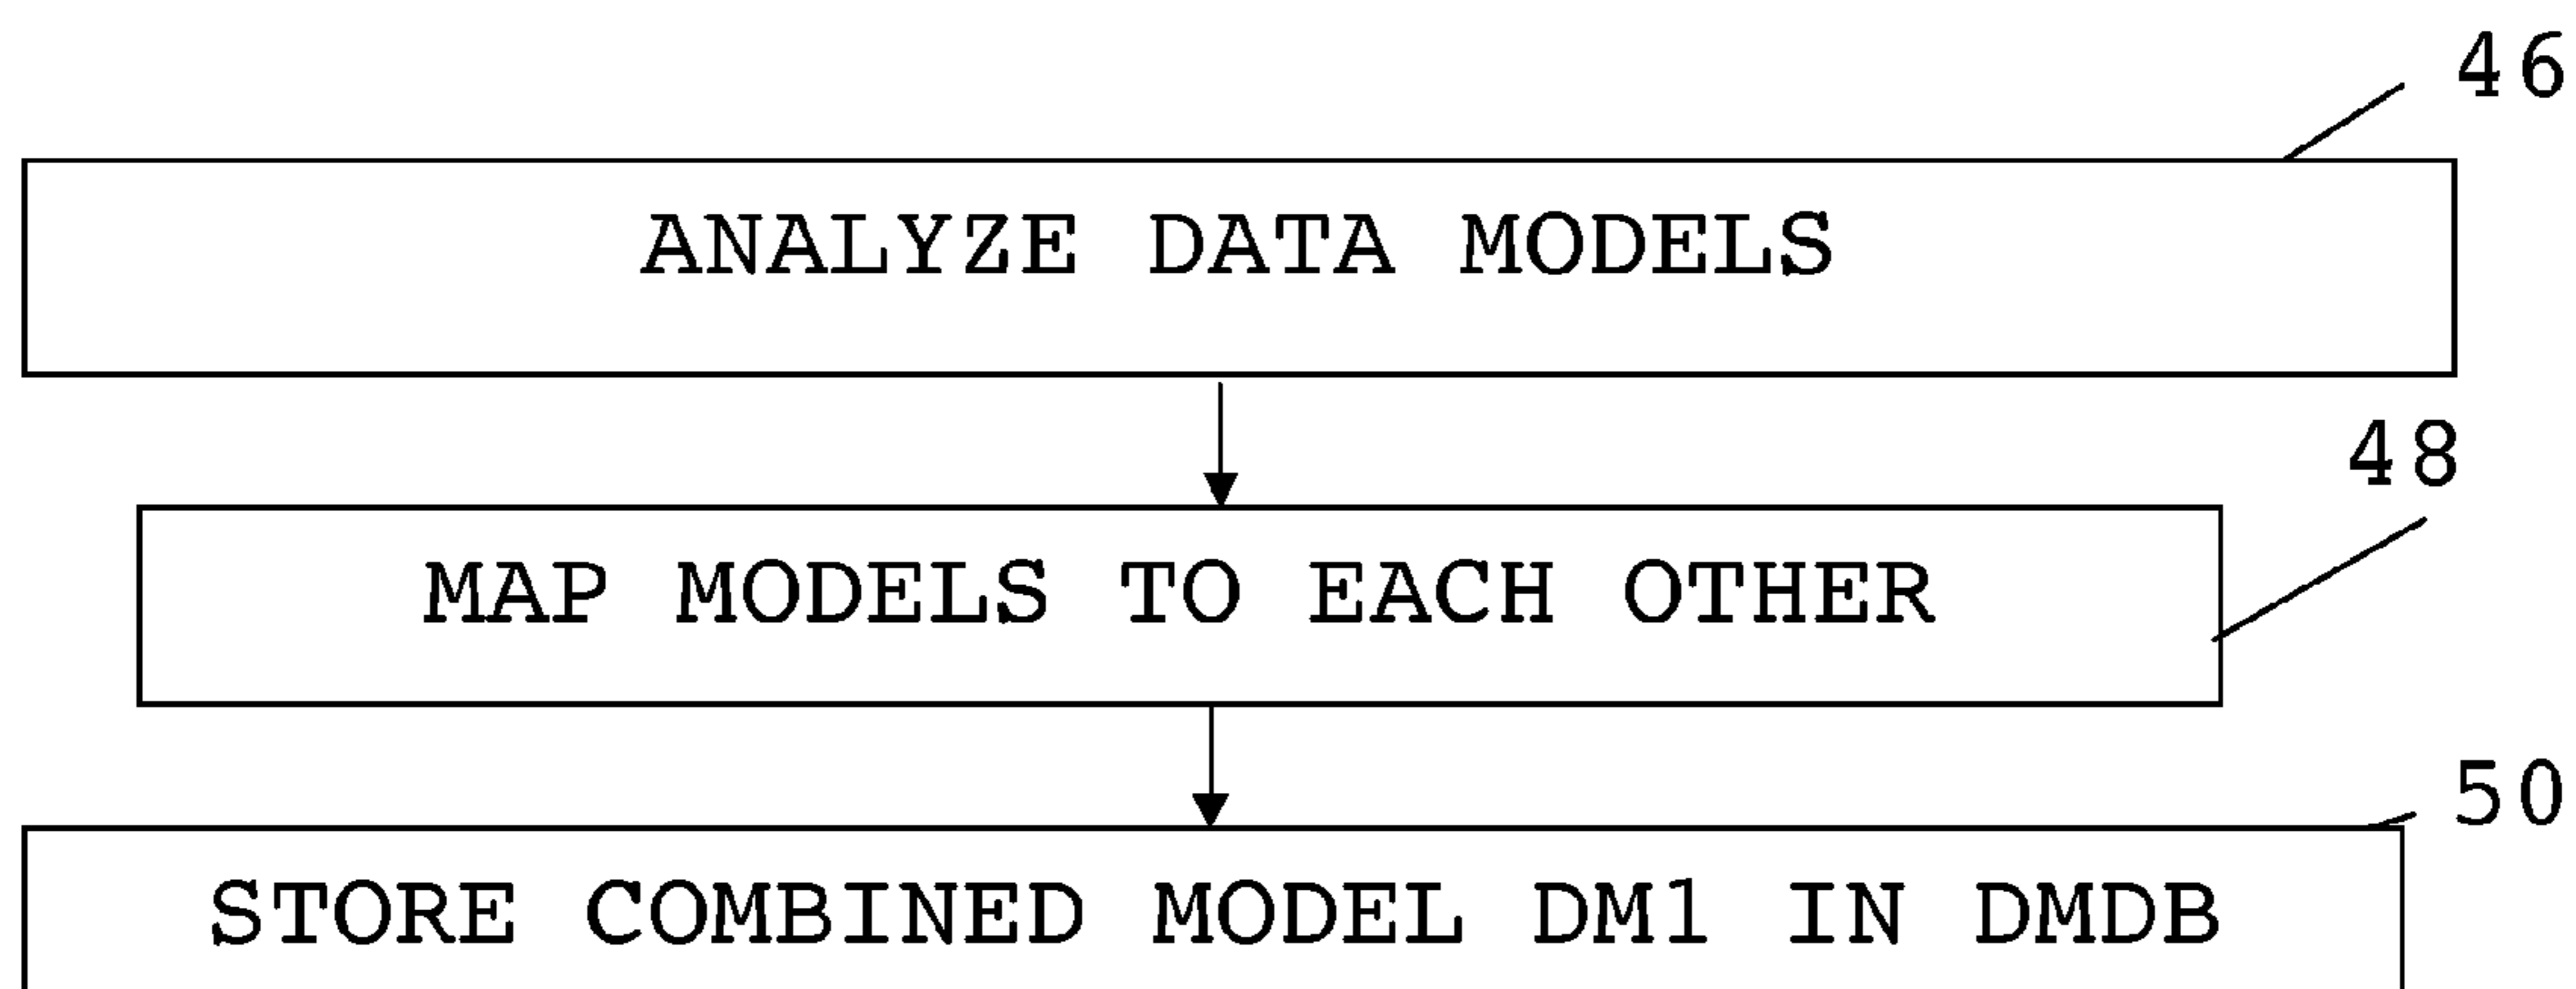 46
ANALYZE DATA MODELS
48
MAP MODELS TO EACH OTHER
50
STORE COMBINED MODEL DM1 IN DMDB